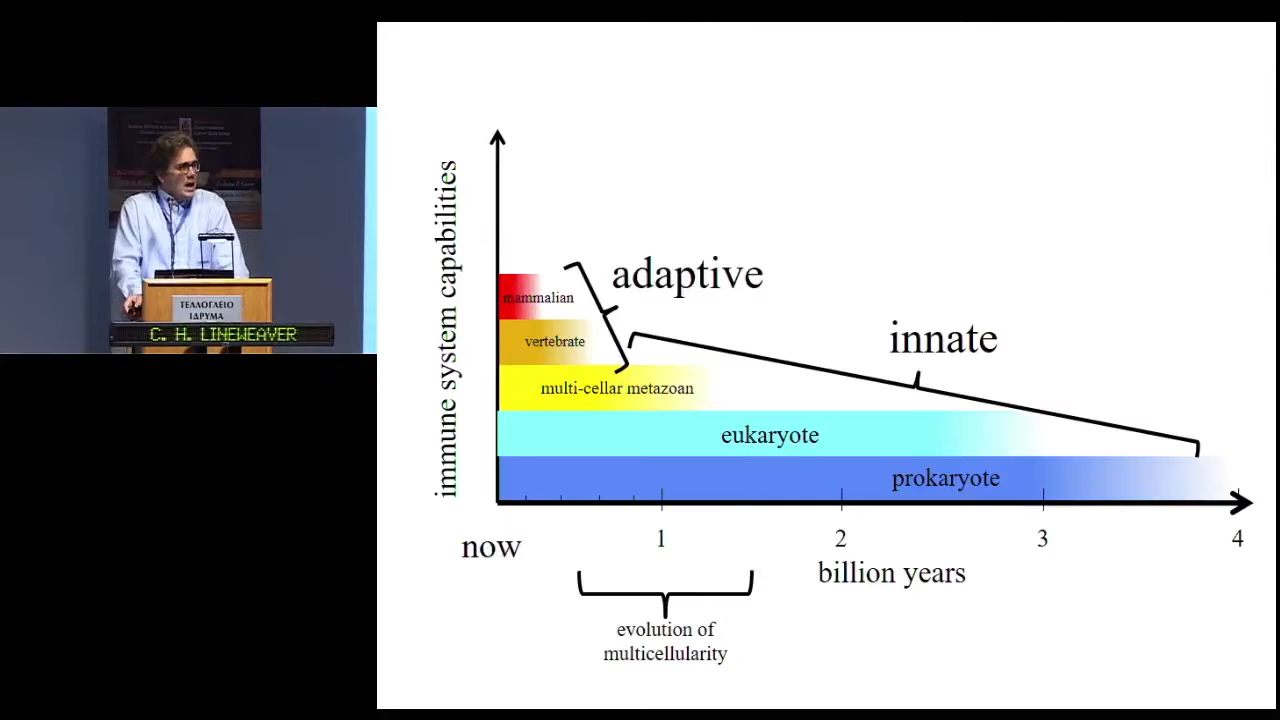 ΤΕΛΛΟΓΛΕΙΟ
ΙΔΡΥΜΑ
C. H. LINEWEAVER
immune system capabilities
adaptive
innate
mammalian
vertebrate
multi-cellar metazoan
eukaryote
prokaryote
now
1
2
3
4
billion years
evolution of
multicellularity